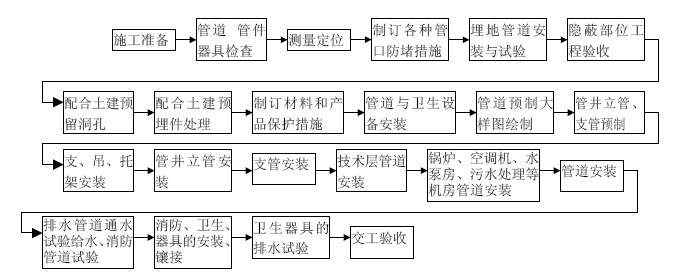 施工准备
管道 管件
器具检查
测量定位
制订各种管
口防堵措施
埋地管道安
装与试验
隐蔽部位工
程验收
配合土建预
留洞孔
配合土建预
埋件处理
制订材料和产
品保护措施
管道与卫生设
备安装
管道预制大
样图绘制
管井立管、
支管预制
支、吊、托
架安装
管井立管安
装
支管安装
技术层管道
安装
锅炉、空调机、水
泵房、污水处理等
机房管道安装
管道安装
排水管道通水
试验给水、消防
管道试验
消防、卫生、
器具的安装、
镶接
卫生器具的
排水试验
交工验收